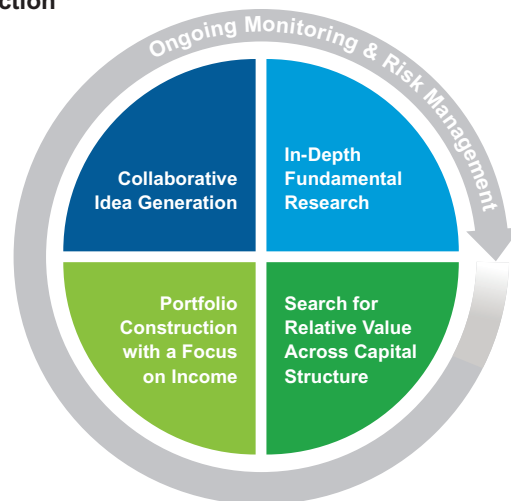 ction
Ongoing Monitoring & Risk Management
Collaborative
Idea Generation
In-Depth
Fundamental
Research
Portfolio
Construction
with a Focus
on Income
Search for
Relative Value
Across Capital
Structure